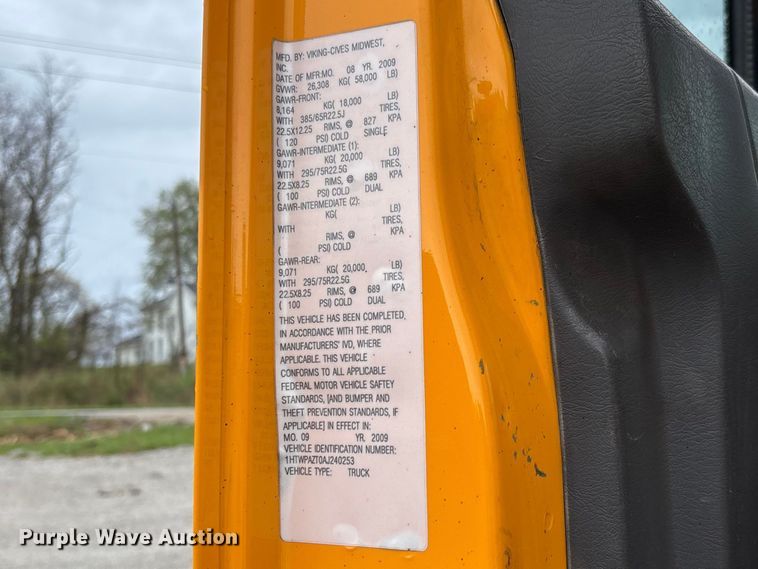 MFD. BY: VIKING-CIVES MIDWEST,
INC.
DATE OF MFR.MO. 08 YR. 2009
GVWR: 26,308 KG( 58,000 LB)
GAWR-FRONT:
8,164 KG( 18,000 LB)
WITH 385/65R22.5J TIRES,
22.5X12.25 RIMS, @ 827 KPA
( 120 PSI) COLD SINGLE
GAWR-INTERMEDIATE (1):
9,071 KG( 20,000 LB)
WITH 295/75R22.5G TIRES,
22.5X8.25 RIMS, @ 689 KPA
( 100 PSI) COLD DUAL
GAWR-INTERMEDIATE (2):
KG( LB)
WITH TIRES,
RIMS, @ KPA
( PSI) COLD
GAWR-REAR:
9,071 KG( 20,000, LB)
WITH 295/75R22.5G TIRES,
22.5X8.25 RIMS, @ 689 KPA
( 100 PSI) COLD DUAL
THIS VEHICLE HAS BEEN COMPLETED,
IN ACCORDANCE WITH THE PRIOR
MANUFACTURERS' IVD, WHERE
APPLICABLE. THIS VEHICLE
CONFORMS TO ALL APPLICABLE
FEDERAL MOTOR VEHICLE SAFTEY
STANDARDS, [AND BUMPER AND
THEFT PREVENTION STANDARDS, IF
APPLICABLE] IN EFFECT IN:
MO. 09 YR. 2009
VEHICLE IDENTIFICATION NUMBER:
1HTWPAZT0AJ240253
VEHICLE TYPE: TRUCK
Purple Wave Auction